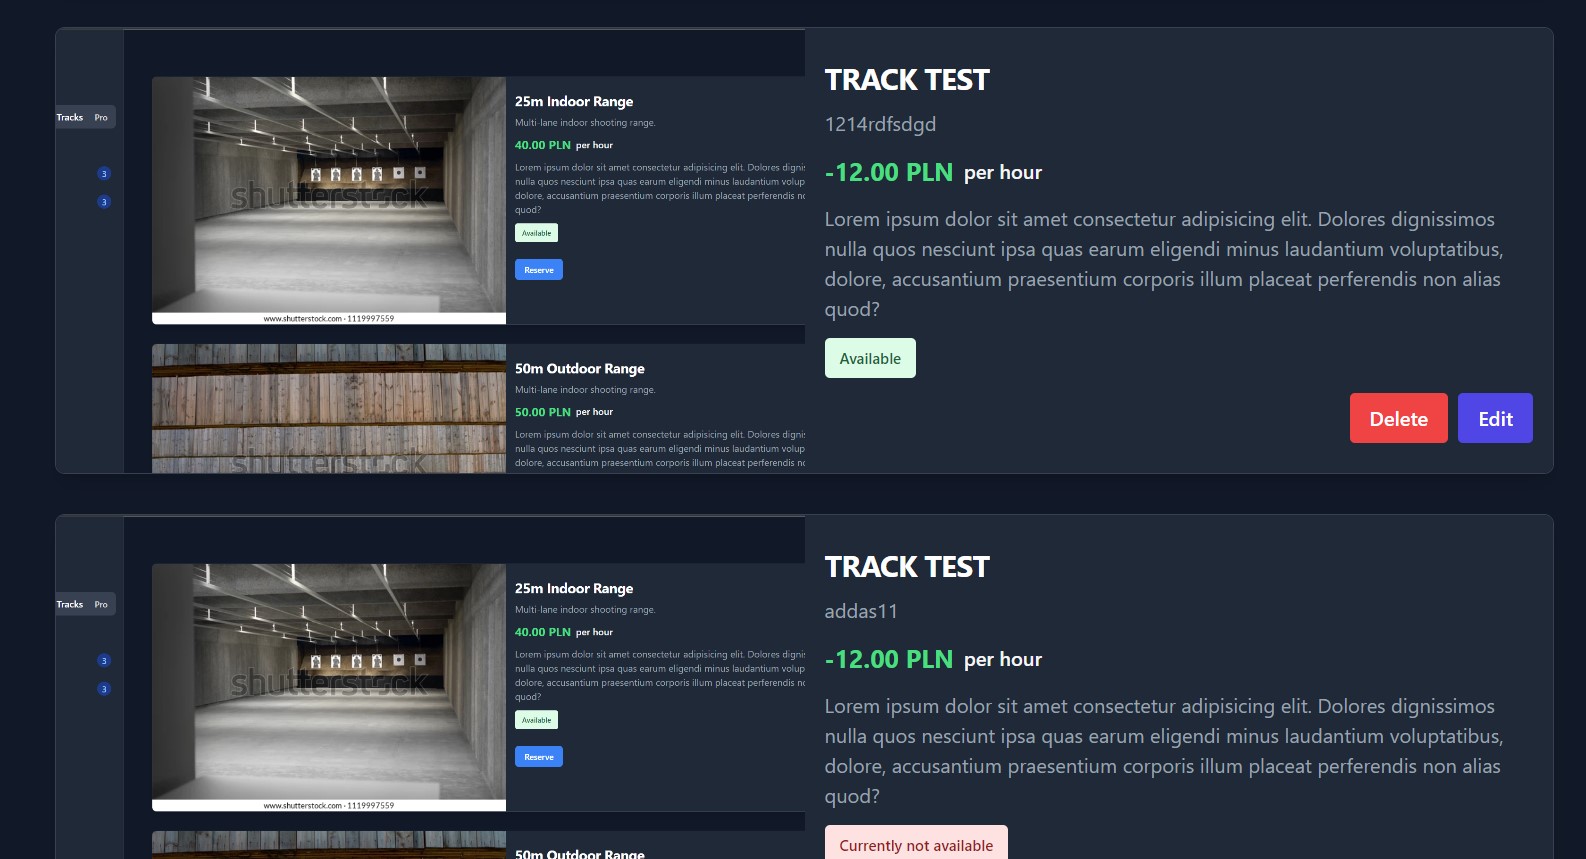 Tracks Pro
3
3
25m Indoor Range
Multi-lane indoor shooting range.
40.00 PLN per hour
Lorem ipsum dolor sit amet consectetur adipisicing elit. Dolores dignis
nulla quos nesciunt ipsa quas earum eligendi minus laudantium volup
dolore, accusantium praesentium corporis illum placeat perferendis no
quod?
Available
Reserve
shutterstock
www.shutterstock.com · 1119997559
50m Outdoor Range
Multi-lane indoor shooting range.
50.00 PLN per hour
Lorem ipsum dolor sit amet consectetur adipisicing elit. Dolores dignis
nulla quos nesciunt ipsa quas earum eligendi minus laudantium volup
dolore, accusantium praesentium corporis illum placeat perferendis no
shutterstock
TRACK TEST
1214rdfsdgd
-12.00 PLN per hour
Lorem ipsum dolor sit amet consectetur adipisicing elit. Dolores dignissimos
nulla quos nesciunt ipsa quas earum eligendi minus laudantium voluptatibus,
dolore, accusantium praesentium corporis illum placeat perferendis non alias
quod?
Available
Delete Edit
Tracks Pro
3
3
25m Indoor Range
Multi-lane indoor shooting range.
40.00 PLN per hour
Lorem ipsum dolor sit amet consectetur adipisicing elit. Dolores dignis
nulla quos nesciunt ipsa quas earum eligendi minus laudantium volup
dolore, accusantium praesentium corporis illum placeat perferendis no
quod?
Available
Reserve
shutterstock
www.shutterstock.com · 1119997559
50m Outdoor Range
TRACK TEST
addas11
-12.00 PLN per hour
Lorem ipsum dolor sit amet consectetur adipisicing elit. Dolores dignissimos
nulla quos nesciunt ipsa quas earum eligendi minus laudantium voluptatibus,
dolore, accusantium praesentium corporis illum placeat perferendis non alias
quod?
Currently not available